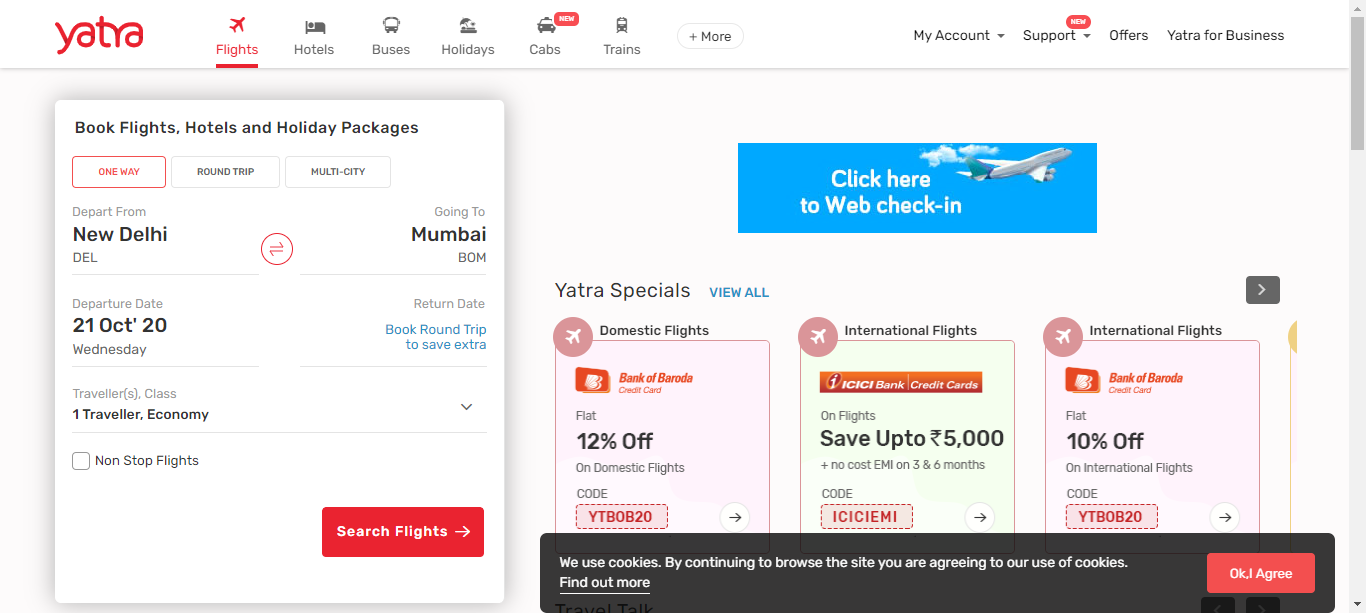 yatra
Flights
Hotels
Buses
Holidays
NEW
Cabs
Trains
+ More
My Account
NEW
Support
Offers
Yatra for Business
Book Flights, Hotels and Holiday Packages
ONE WAY
ROUND TRIP
MULTI-CITY
Depart From
New Delhi
DEL
Going To
Mumbai
BOM
Departure Date
21 Oct' 20
Wednesday
Return Date
Book Round Trip
to save extra
Traveller(s), Class
1 Traveller, Economy
Non Stop Flights
Search Flights
Click here
to Web check-in
Yatra Specials
VIEW ALL
Domestic Flights
Bank of Baroda
Credit Card
Flat
12% Off
On Domestic Flights
CODE
YTBOB20
International Flights
ICICI Bank Credit Cards
On Flights
Save Upto ₹5,000
+ no cost EMI on 3 & 6 months
CODE
ICICIEMI
International Flights
Bank of Baroda
Credit Card
Flat
10% Off
On International Flights
CODE
YTBOB20
We use cookies. By continuing to browse the site you are agreeing to our use of cookies.
Find out more
Ok,I Agree
Travel Talk